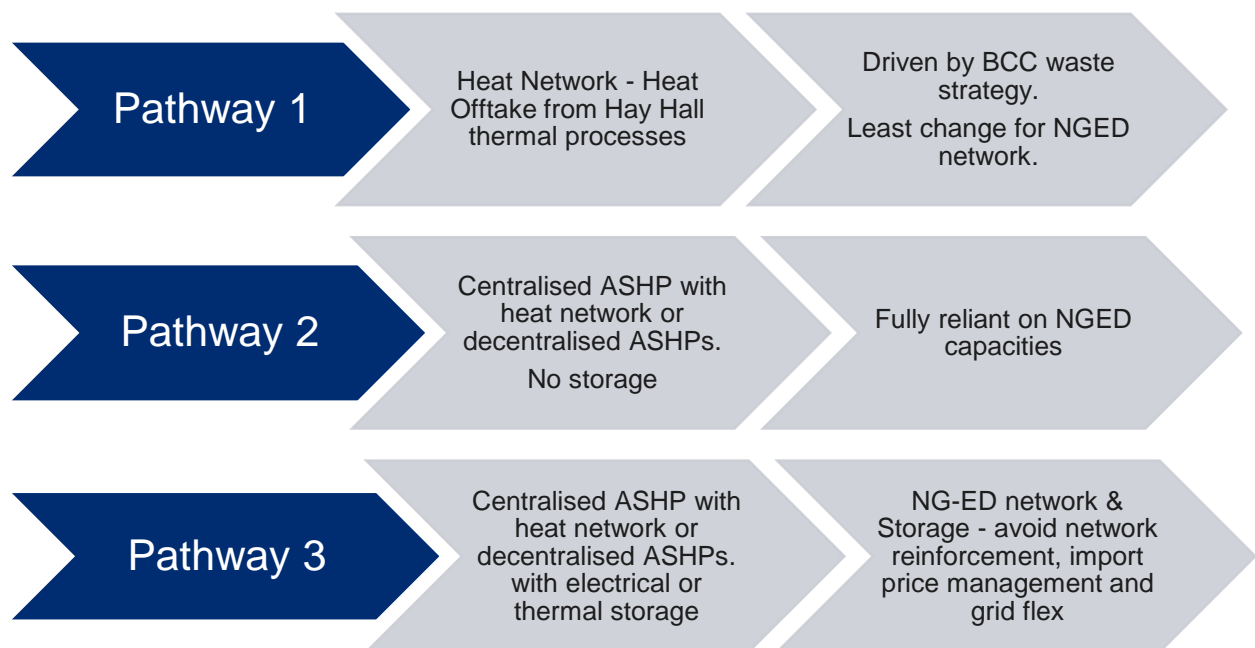 Pathway 1
Heat Network - Heat
Offtake from Hay Hall
thermal processes
Driven by BCC waste
strategy.
Least change for NGED
network.
Pathway 2
Centralised ASHP with
heat network or
decentralised ASHPs.
No storage
Fully reliant on NGED
capacities
Pathway 3
Centralised ASHP with
heat network or
decentralised ASHPs.
with electrical or
thermal storage
NG-ED network &
Storage - avoid network
reinforcement, import
price management and
grid flex